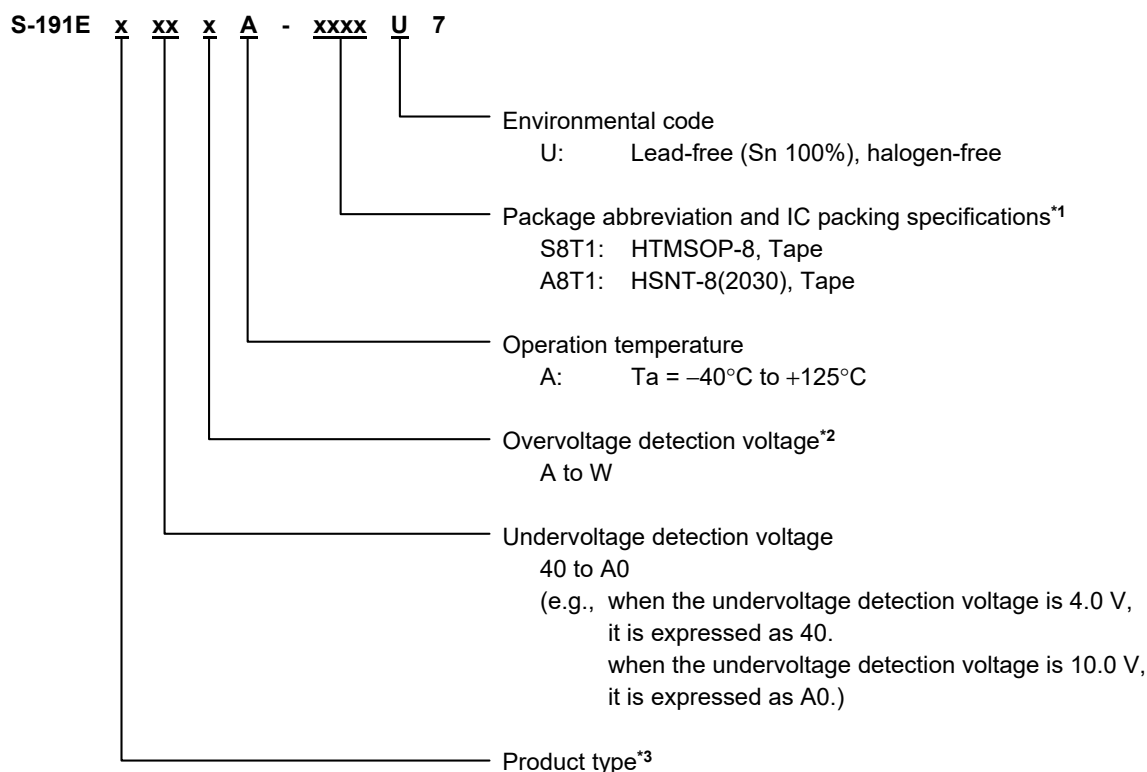 S-191E x xx x A - xxxx U 7
Environmental code
U: Lead-free (Sn 100%), halogen-free
Package abbreviation and IC packing specifications*1
S8T1: HTMSOP-8, Tape
A8T1: HSNT-8(2030), Tape
Operation temperature
A: Ta = −40°C to +125°C
Overvoltage detection voltage*2
A to W
Undervoltage detection voltage
40 to A0
(e.g., when the undervoltage detection voltage is 4.0 V,
it is expressed as 40.
when the undervoltage detection voltage is 10.0 V,
it is expressed as A0.)
Product type*3